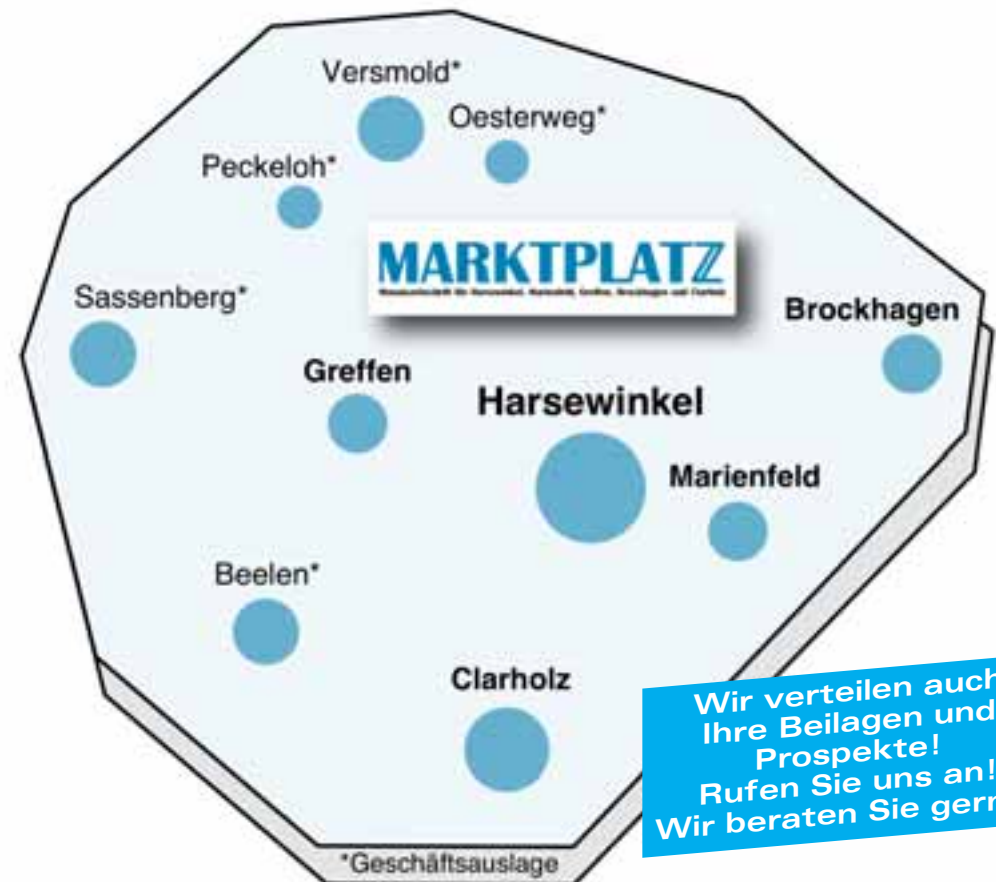 Versmold*
Oesterweg*
Peckeloh*
MARKTPLATZ
Sassenberg*
Brockhagen
Greffen
Harsewinkel
Marienfeld
Beelen*
Clarholz
Wir verteilen auch
Ihre Beilagen und
Prospekte!
Rufen Sie uns an!
Wir beraten Sie
*Geschäftsauslage